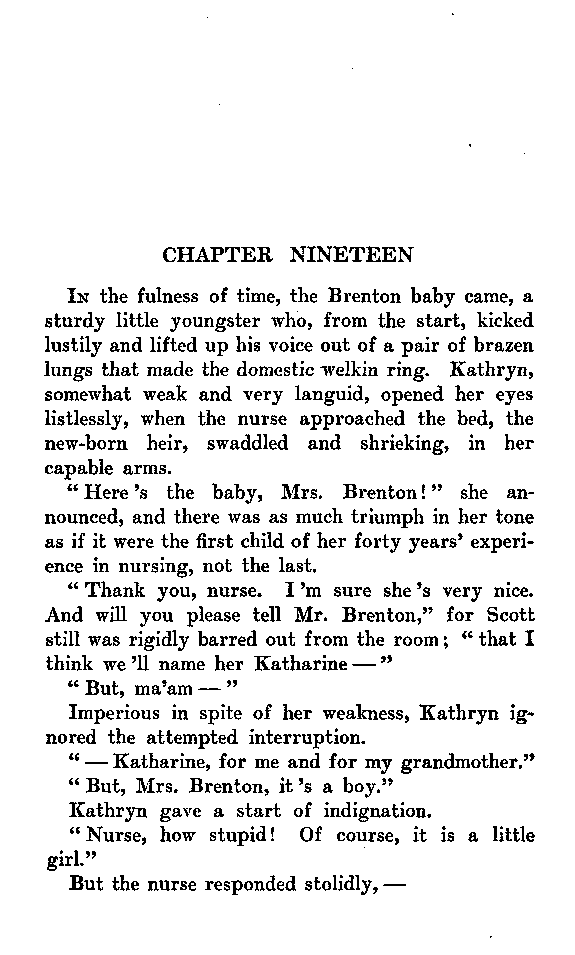 CHAPTER NINETEEN
In the fulness of time, the Brenton baby came, a
sturdy little youngster who, from the start, kicked
lustily and lifted up his voice out of a pair of brazen
lungs that made the domestic welkin ring. Kathryn,
somewhat weak and very languid, opened her eyes
listlessly, when the nurse approached the bed, the
new-born heir, swaddled and shrieking, in her
capable arms.
“ Here 's the baby, Mrs. Brenton! ” she an-
nounced, and there was as much triumph in her tone
as if it were the first child of her forty years' experi-
ence in nursing, not the last.
“ Thank you, nurse. I 'm sure she 's very nice.
And will you please tell Mr. Brenton,” for Scott
still was rigidly barred out from the room; “ that I
think we 'll name her Katharine — ”
“ But, ma'am — ”
Imperious in spite of her weakness, Kathryn ig-
nored the attempted interruption.
“ — Katharine, for me and for my grandmother.”
“ But, Mrs. Brenton, it 's a boy.”
Kathryn gave a start of indignation.
“ Nurse, how stupid! Of course, it is a little
girl.”
But the nurse responded stolidly, —